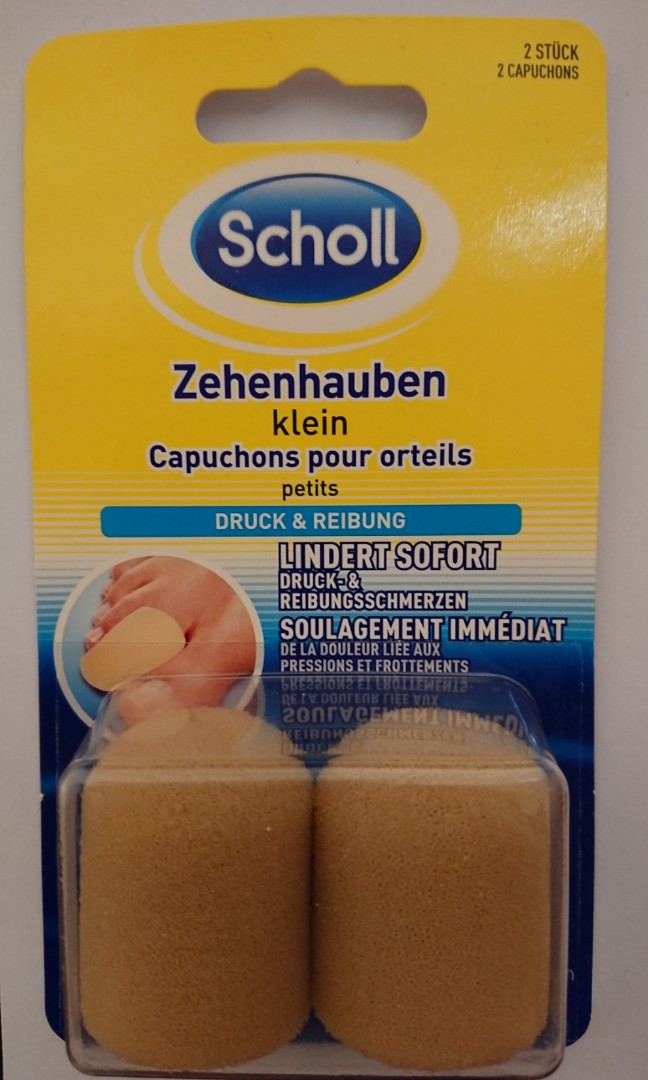 2 STÜCK
2 CAPUCHONS
Scholl
Zehenhauben
klein
Capuchons pour orteils
petits
DRUCK & REIBUNG
LINDERT SOFORT
DRUCK- &
REIBUNGSSCHMERZEN
SOULAGEMENT IMMÉDIAT
DE LA DOULEUR LIÉE AUX
PRESSIONS ET FROTTEMENTS